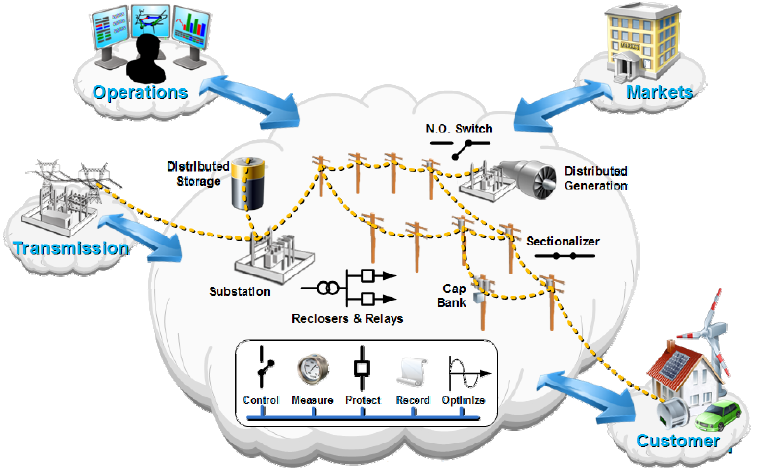 Operations
Markets
N.O. Switch
Distributed
Storage
Distributed
Generation
Transmission
Sectionalizer
Substation
Cap
Bank
Reclosers & Relays
Control
Measure
Protect
Record
Optimize
Customer